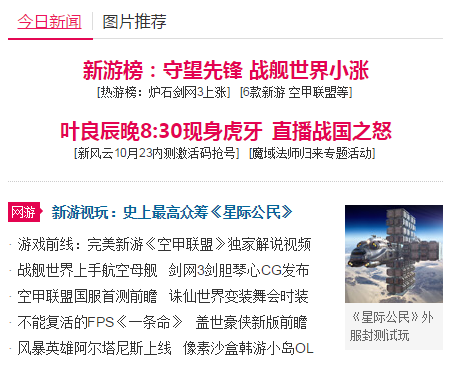 今日新闻 图片推荐
新游榜：守望先锋 战舰世界小涨
[热游榜：炉石剑网3上涨] [6款新游 空甲联盟等]
叶良辰晚8:30现身虎牙 直播战国之怒
[新风云10月23内测激活码抢号] [魔域法师归来专题活动]
网游 新游视玩：史上最高众筹《星际公民》
· 游戏前线：完美新游《空甲联盟》独家解说视频
· 战舰世界上手航空母舰 剑网3剑胆琴心CG发布
· 空甲联盟国服首测前瞻 诛仙世界变装舞会时装
· 不能复活的FPS《一条命》 盖世豪侠新版前瞻
· 风暴英雄阿尔塔尼斯上线 像素沙盒韩游小岛OL
《星际公民》外
服封测试玩